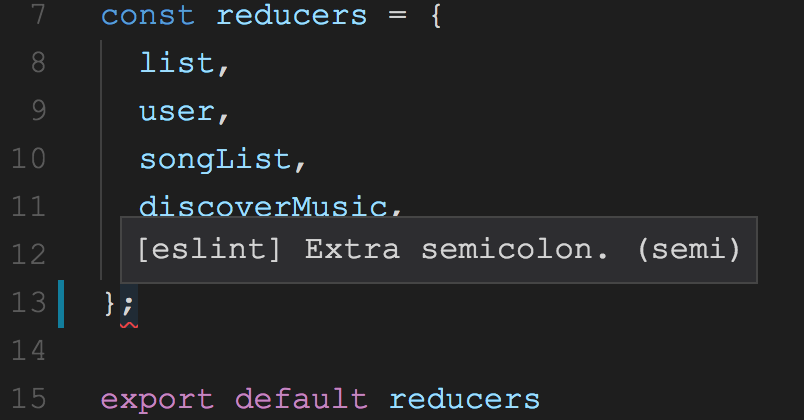 7 const reducers = {
8 list,
9 user,
10 songList,
11 discoverMusic,
[eslint] Extra semicolon. (semi)
12
13 };
14
15 export default reducers